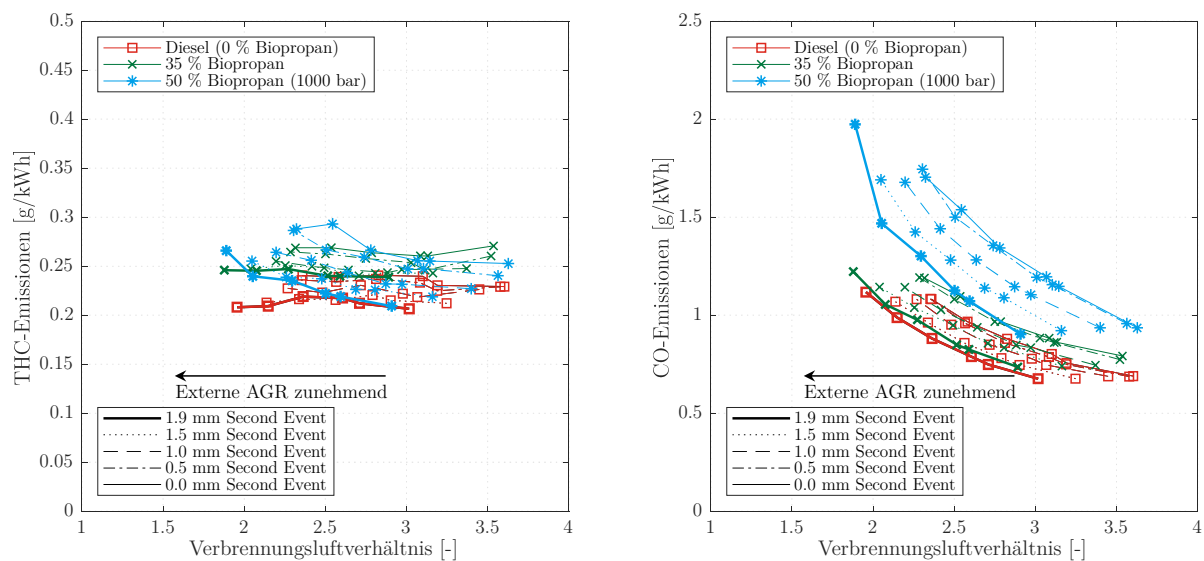 THC-Emissionen [g/kWh]
0.5
0.45
0.4
0.35
0.3
0.25
0.2
0.15
0.1
0.05
0
Diesel (0 % Biopropan)
35 % Biopropan
50 % Biopropan (1000 bar)
Externe AGR zunehmend
1.9 mm Second Event
1.5 mm Second Event
1.0 mm Second Event
0.5 mm Second Event
0.0 mm Second Event
1 1.5 2 2.5 3 3.5 4
Verbrennungsluftverhältnis [-]
CO-Emissionen [g/kWh]
2.5
2
1.5
1
0.5
0
Diesel (0 % Biopropan)
35 % Biopropan
50 % Biopropan (1000 bar)
Externe AGR zunehmend
1.9 mm Second Event
1.5 mm Second Event
1.0 mm Second Event
0.5 mm Second Event
0.0 mm Second Event
1 1.5 2 2.5 3 3.5 4
Verbrennungsluftverhältnis [-]